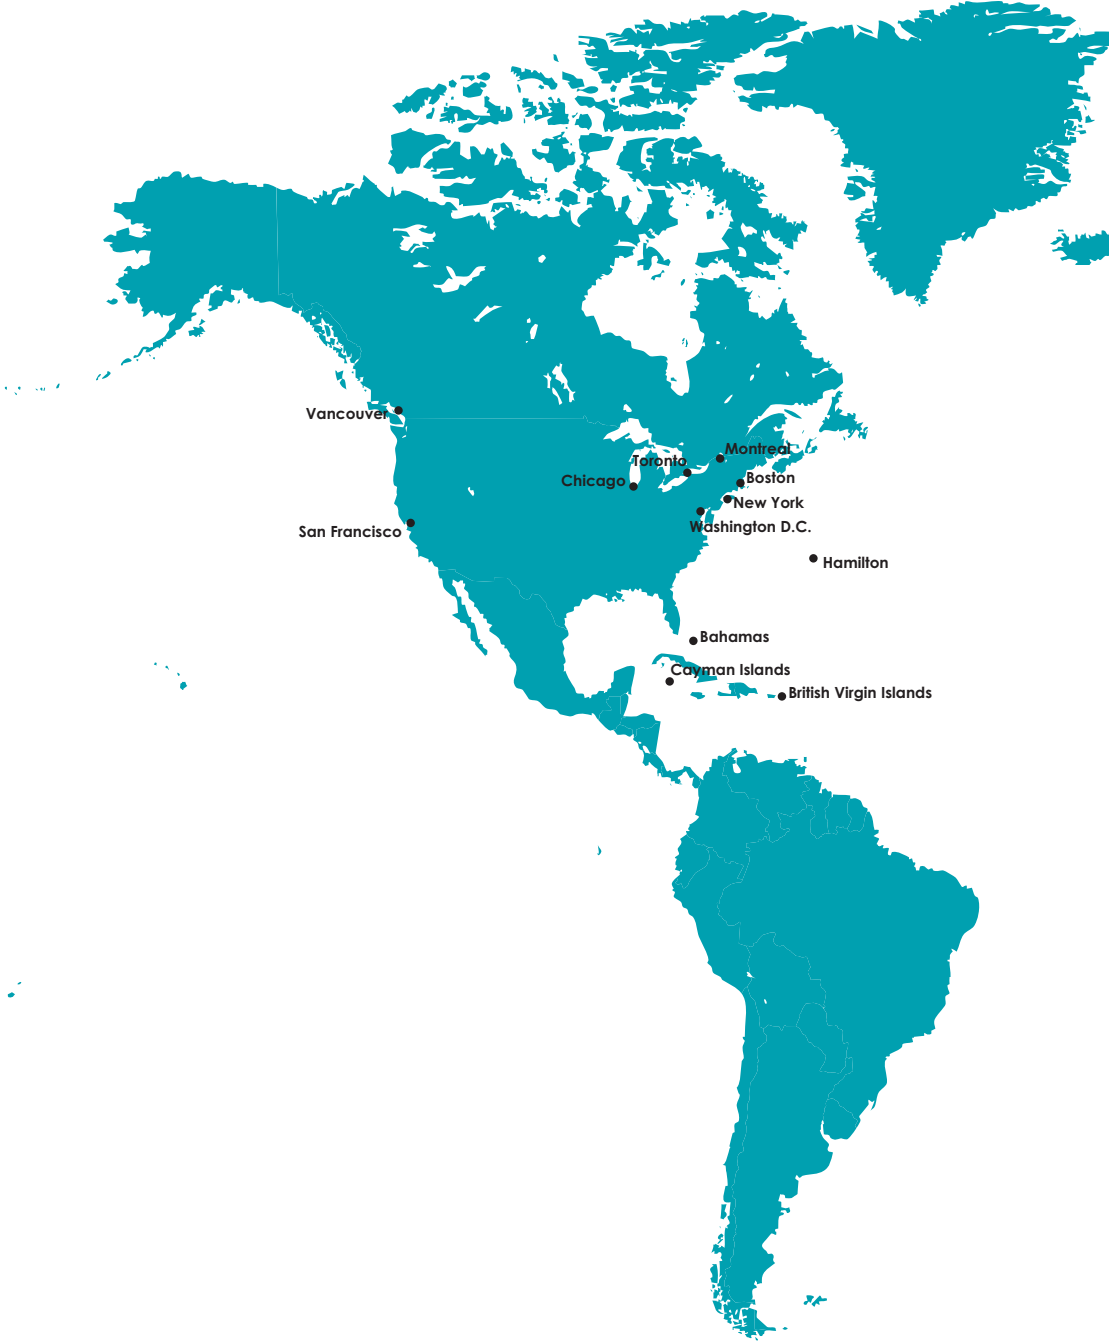 Vancouver
Montreal
Toronto
Boston
Chicago
New York
Washington D.C.
San Francisco
Hamilton
Bahamas
Cayman Islands
British Virgin Islands